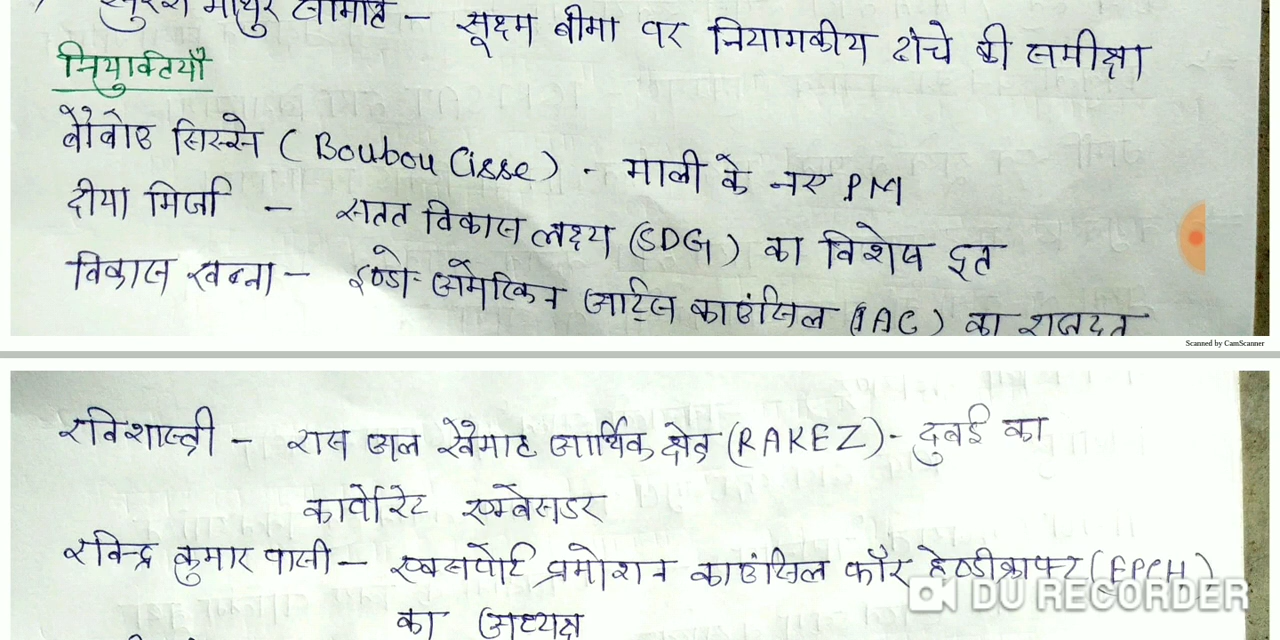 सुरेश माथुर समिति – सूक्ष्म बीमा पर नियामकीय ढांचे की समीक्षा
नियुक्तियाँ
बौबोउ सिस्से (Boubou Cisse) - माली के नए PM
दीया मिर्जा – सतत विकास लक्ष्य (SDG) का विशेष दूत
विकास खन्ना – इण्डो-अमेरिकन आर्ट्स काउंसिल (IAC) का राजदूत
Scanned by CamScanner
रवि शास्त्री – रास अल खैमाह आर्थिक क्षेत्र (RAKEZ) - दुबई का
कार्पोरेट एम्बेसडर
रविन्द्र कुमार पासी – एक्सपोर्ट प्रमोशन काउंसिल फॉर हेण्डीक्राफ्ट (EPCH)
DU RECORDER
का अध्यक्ष